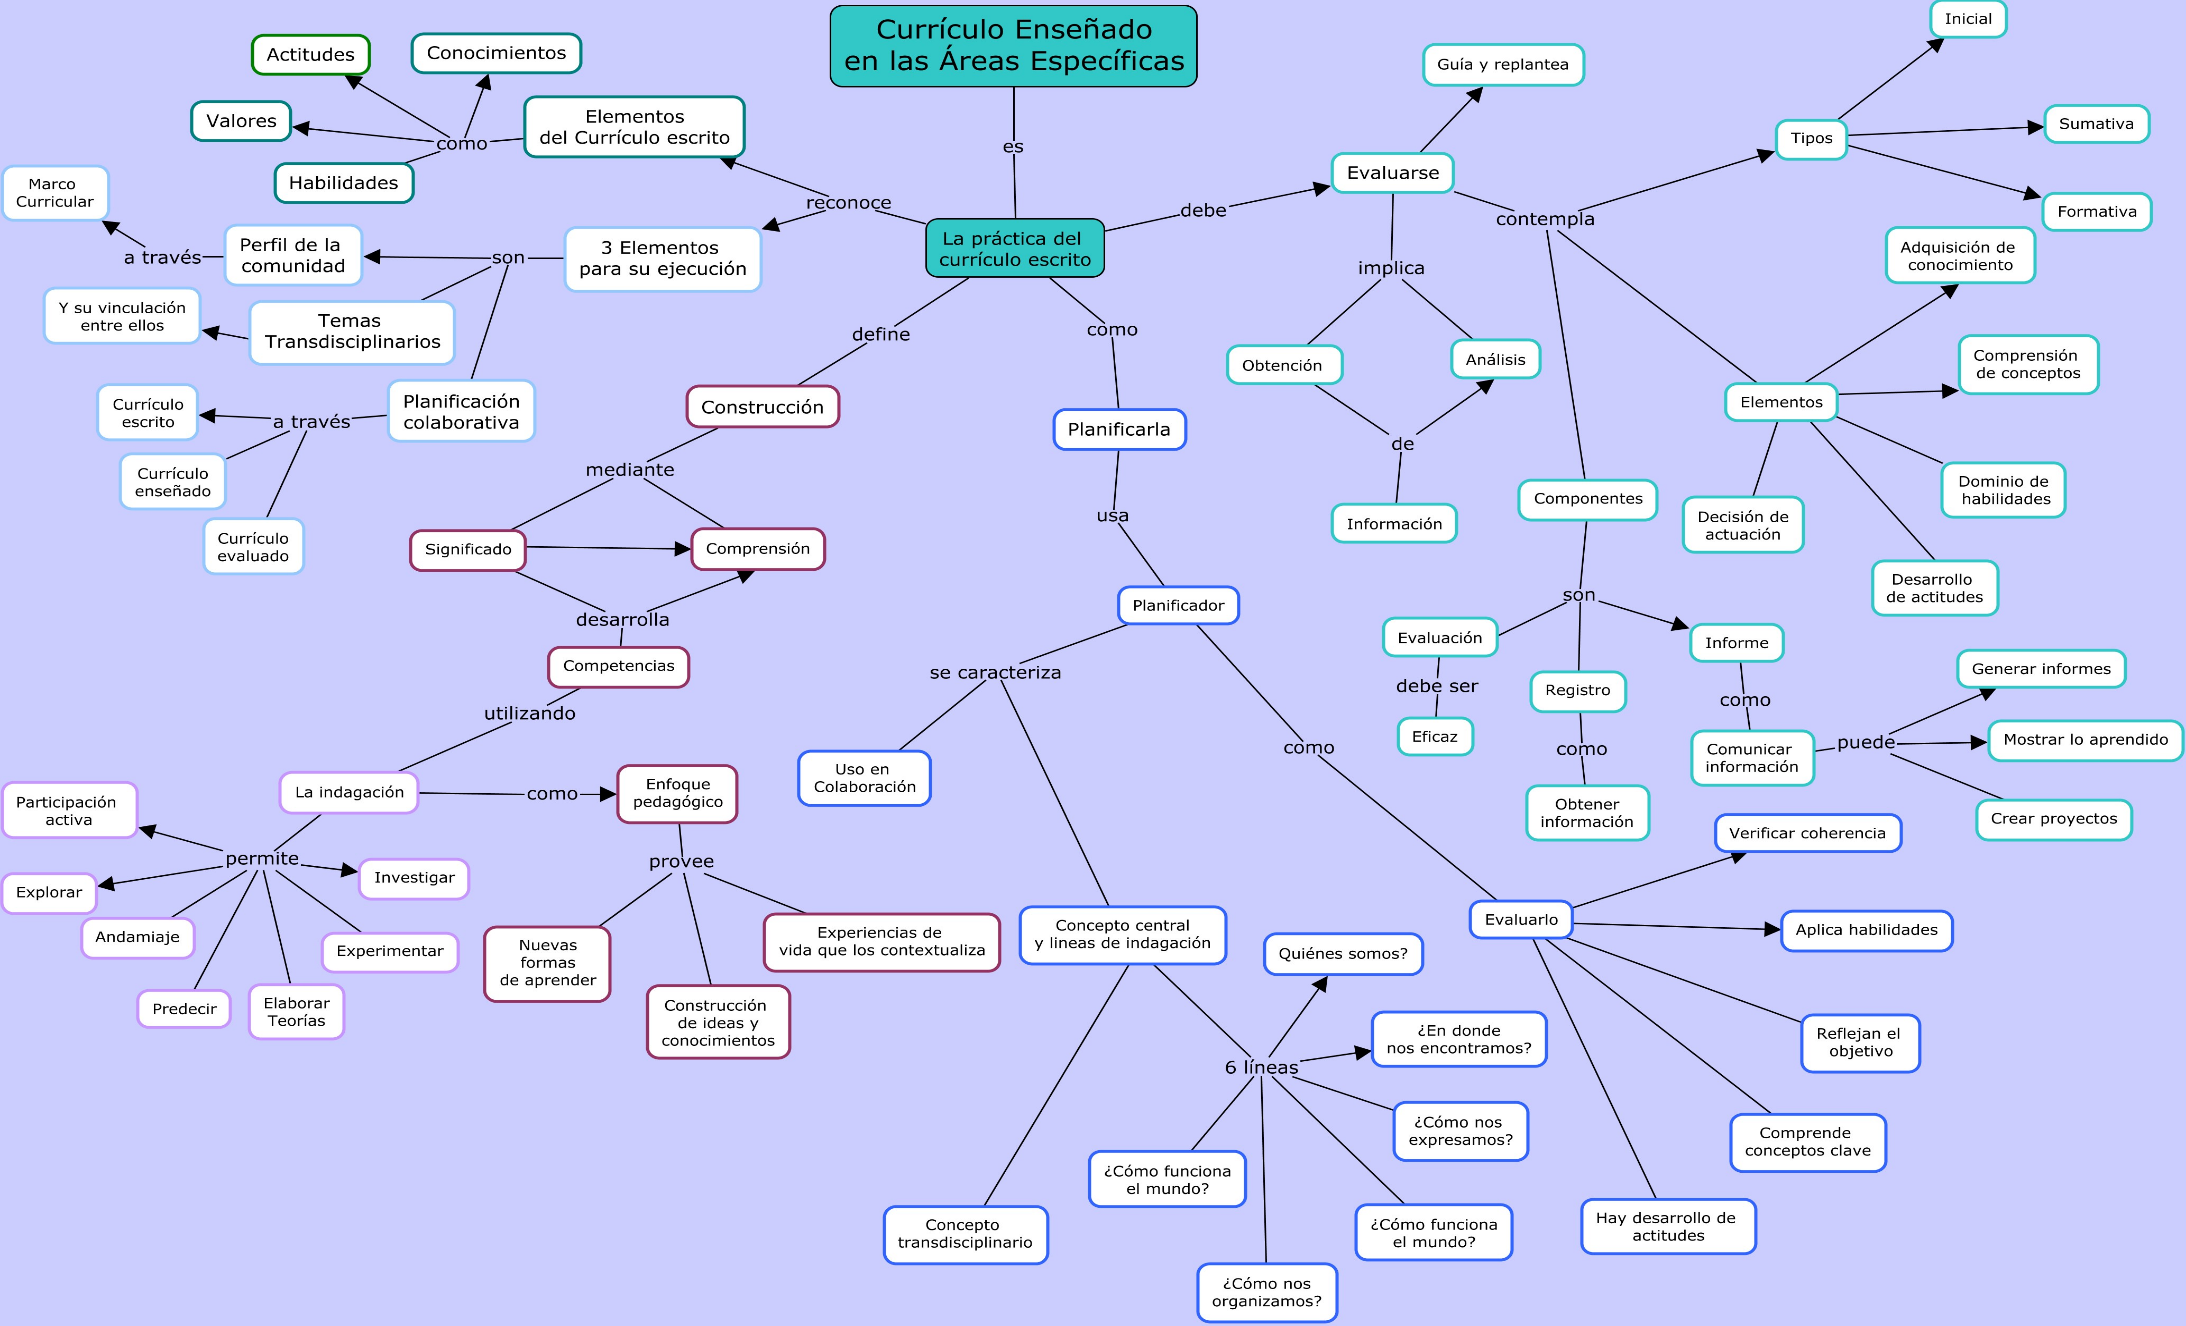 Currículo Enseñado
en las Áreas Específicas
es
La práctica del
currículo escrito
reconoce
Elementos
del Currículo escrito
como
Actitudes
Conocimientos
Valores
Habilidades
3 Elementos
para su ejecución
son
Perfil de la
comunidad
a través
Marco
Curricular
Temas
Transdisciplinarios
Y su vinculación
entre ellos
Planificación
colaborativa
a través
Currículo
escrito
Currículo
enseñado
Currículo
evaluado
define
Construcción
mediante
Significado
Comprensión
desarrolla
Competencias
utilizando
La indagación
permite
Participación
activa
Explorar
Andamiaje
Predecir
Elaborar
Teorías
Experimentar
Investigar
como
Enfoque
pedagógico
provee
Nuevas
formas
de aprender
Construcción
de ideas y
conocimientos
Experiencias de
vida que los contextualiza
como
Planificarla
usa
Planificador
se caracteriza
Uso en
Colaboración
Concepto central
y lineas de indagación
Concepto
transdisciplinario
6 líneas
Quiénes somos?
¿En donde
nos encontramos?
¿Cómo nos
expresamos?
¿Cómo funciona
el mundo?
¿Cómo nos
organizamos?
¿Cómo funciona
el mundo?
como
Evaluarlo
Verificar coherencia
Aplica habilidades
Reflejan el
objetivo
Comprende
conceptos clave
Hay desarrollo de
actitudes
debe
Evaluarse
Guía y replantea
implica
Obtención
Análisis
de
Información
contempla
Tipos
Inicial
Sumativa
Formativa
Elementos
Adquisición de
conocimiento
Comprensión
de conceptos
Dominio de
habilidades
Desarrollo
de actitudes
Decisión de
actuación
Componentes
son
Evaluación
debe ser
Eficaz
Registro
como
Obtener
información
Informe
como
Comunicar
información
puede
Generar informes
Mostrar lo aprendido
Crear proyectos